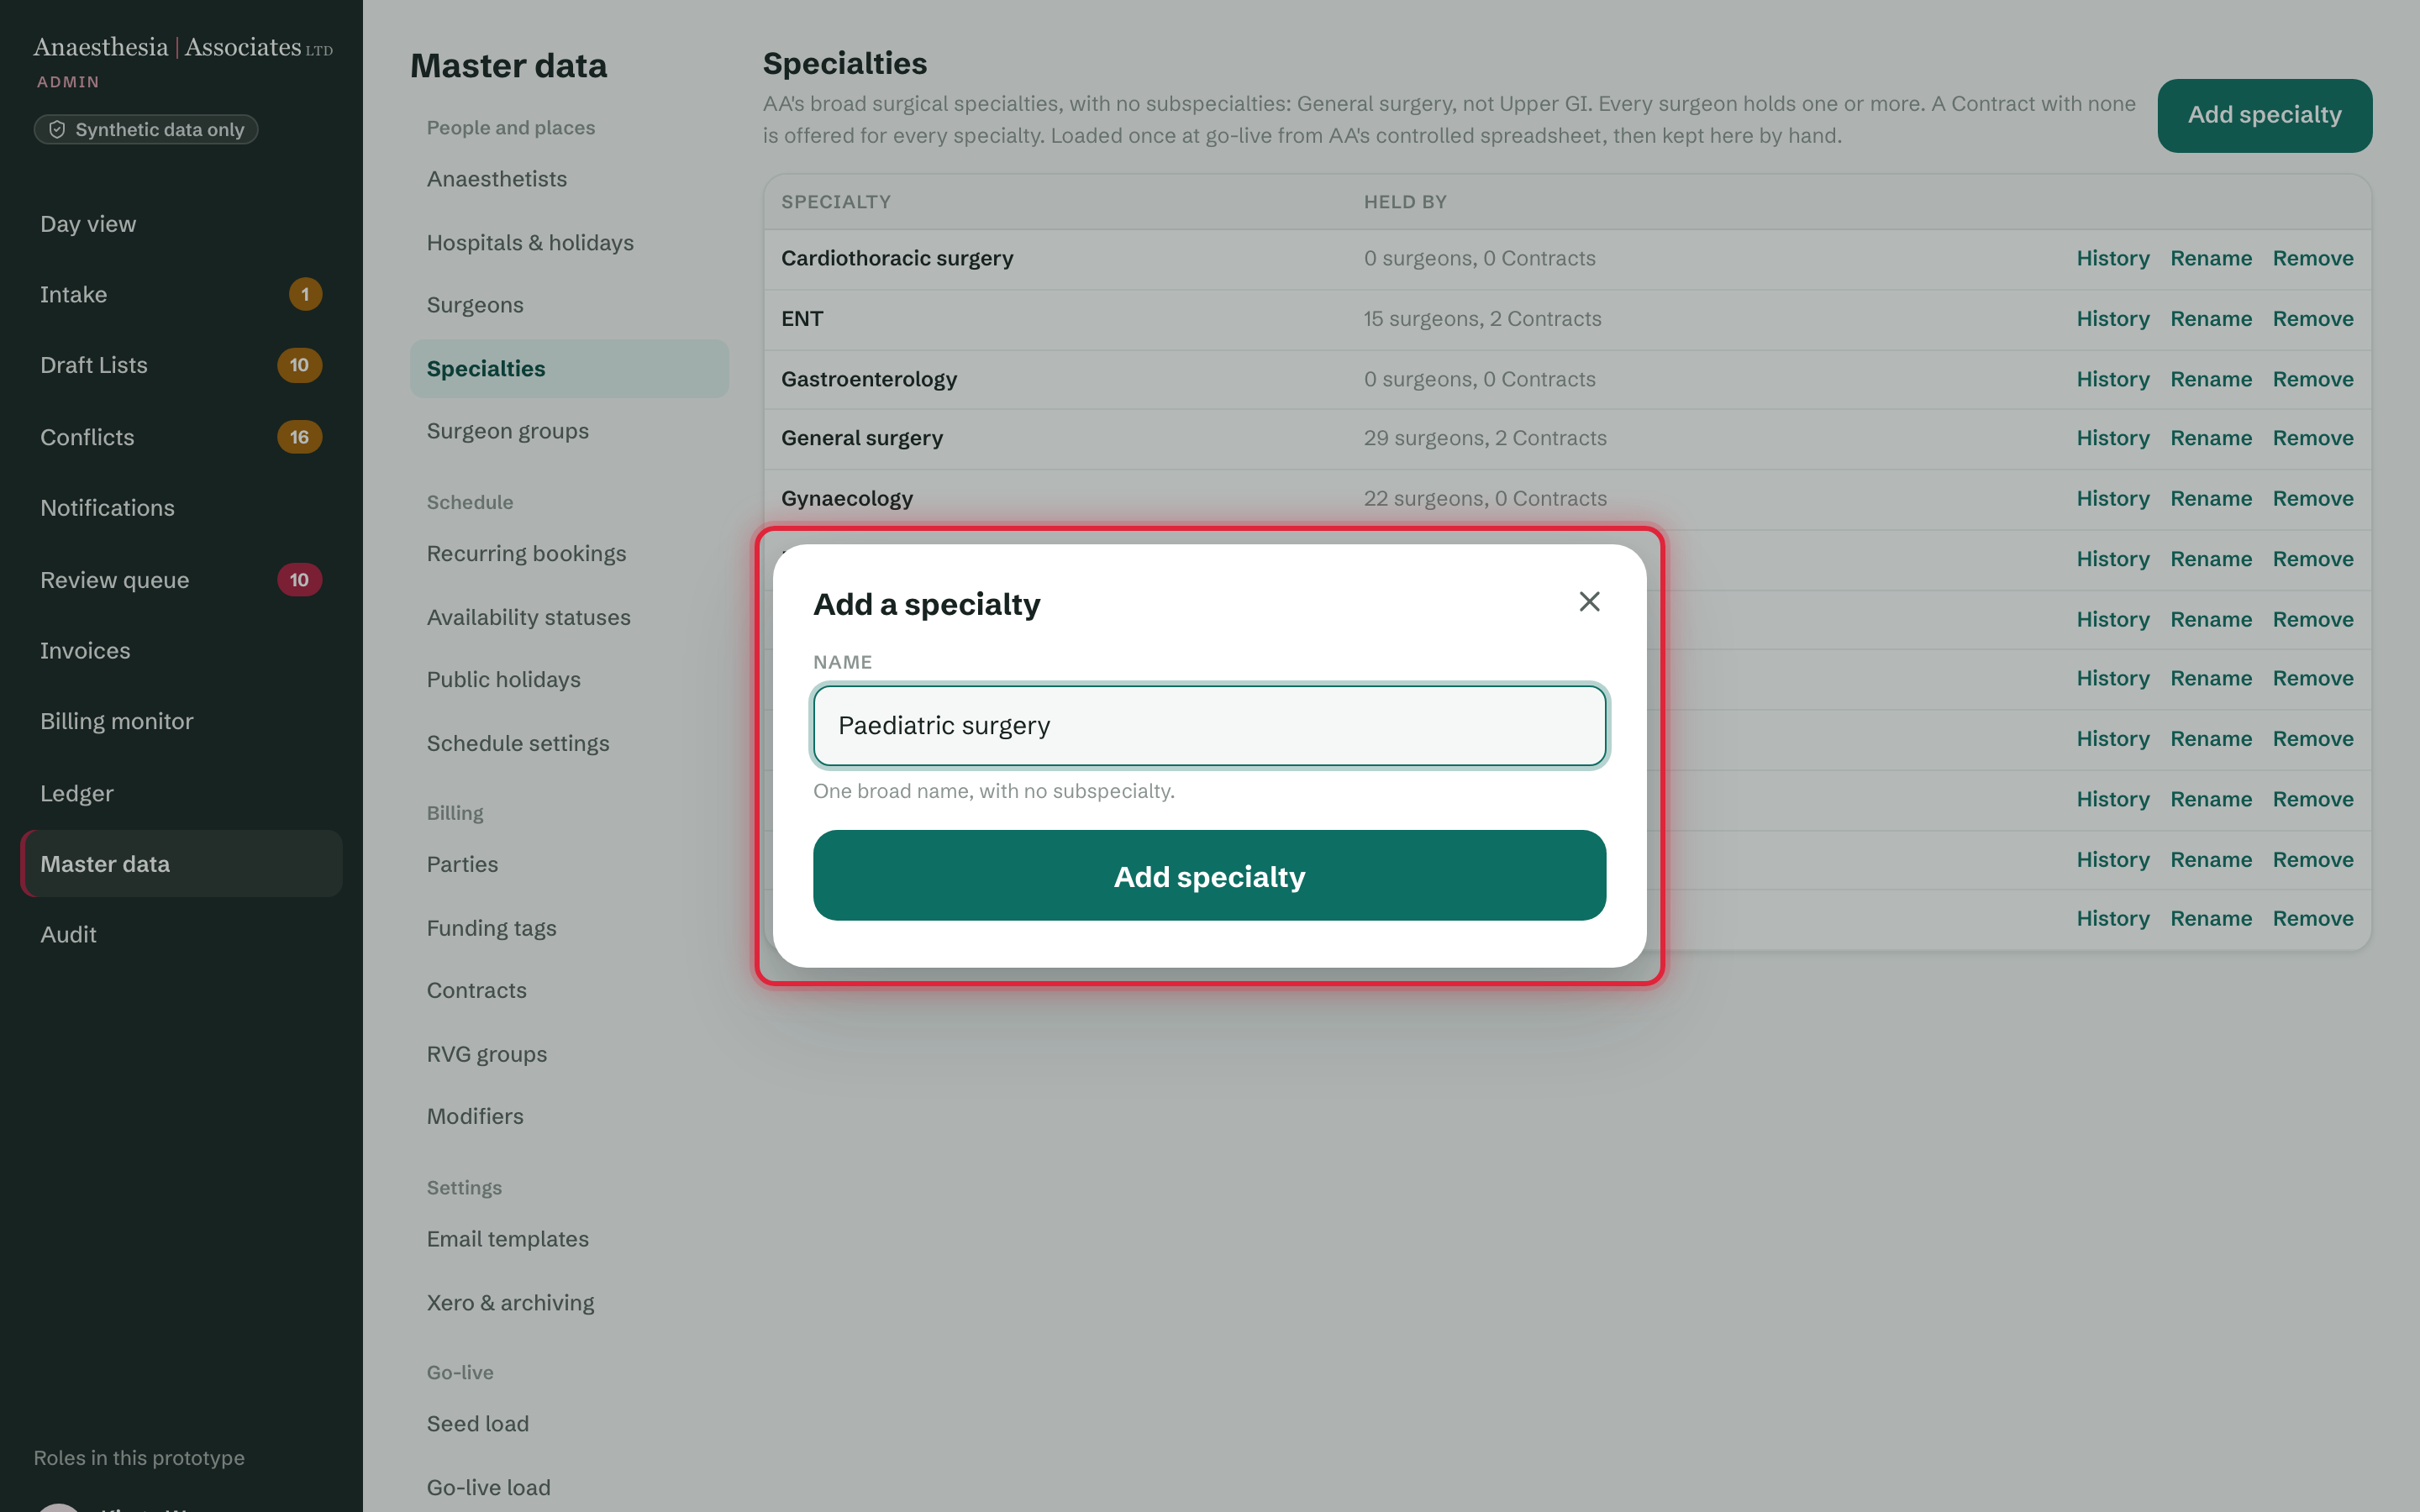 Anaesthesia | Associates LTD
ADMIN
Synthetic data only
Day view
Intake 1
Draft Lists 10
Conflicts 16
Notifications
Review queue 10
Invoices
Billing monitor
Ledger
Master data
Audit
Roles in this prototype
Master data
People and places
Anaesthetists
Hospitals & holidays
Surgeons
Specialties
Surgeon groups
Schedule
Recurring bookings
Availability statuses
Public holidays
Schedule settings
Billing
Parties
Funding tags
Contracts
RVG groups
Modifiers
Settings
Email templates
Xero & archiving
Go-live
Seed load
Go-live load
Specialties
AA's broad surgical specialties, with no subspecialties: General surgery, not Upper GI. Every surgeon holds one or more. A Contract with none
is offered for every specialty. Loaded once at go-live from AA's controlled spreadsheet, then kept here by hand.
Add specialty
SPECIALTY HELD BY
Cardiothoracic surgery 0 surgeons, 0 Contracts History Rename Remove
ENT 15 surgeons, 2 Contracts History Rename Remove
Gastroenterology 0 surgeons, 0 Contracts History Rename Remove
General surgery 29 surgeons, 2 Contracts History Rename Remove
Gynaecology 22 surgeons, 0 Contracts History Rename Remove
History Rename Remove
History Rename Remove
History Rename Remove
History Rename Remove
History Rename Remove
History Rename Remove
History Rename Remove
Add a specialty
NAME
Paediatric surgery
One broad name, with no subspecialty.
Add specialty